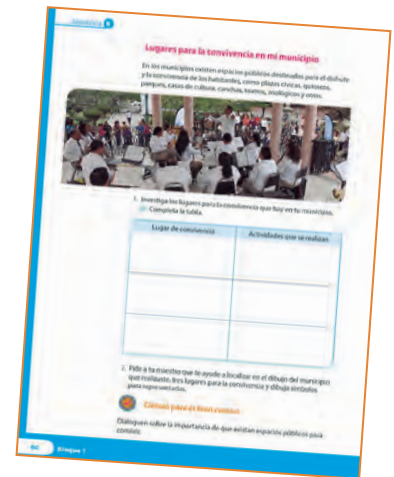 Lugares para la convivencia en mi municipio
En los municipios existen espacios públicos destinados para el disfrute
y la convivencia de los habitantes, como plazas cívicas, quioscos,
parques, casas de cultura, canchas, teatros, zoológicos y otros.
1. Investiga los lugares para la convivencia que hay en tu municipio.
Completa la tabla.
Lugar de convivencia Actividades que se realizan
2. Pide a tu maestro que te ayude a localizar en el dibujo del municipio
que realizaste, tres lugares para la convivencia y dibuja símbolos
para representarlos.
para el buen
Dialoguen sobre la importancia de que existan espacios públicos para
convivir.
Bloque 1